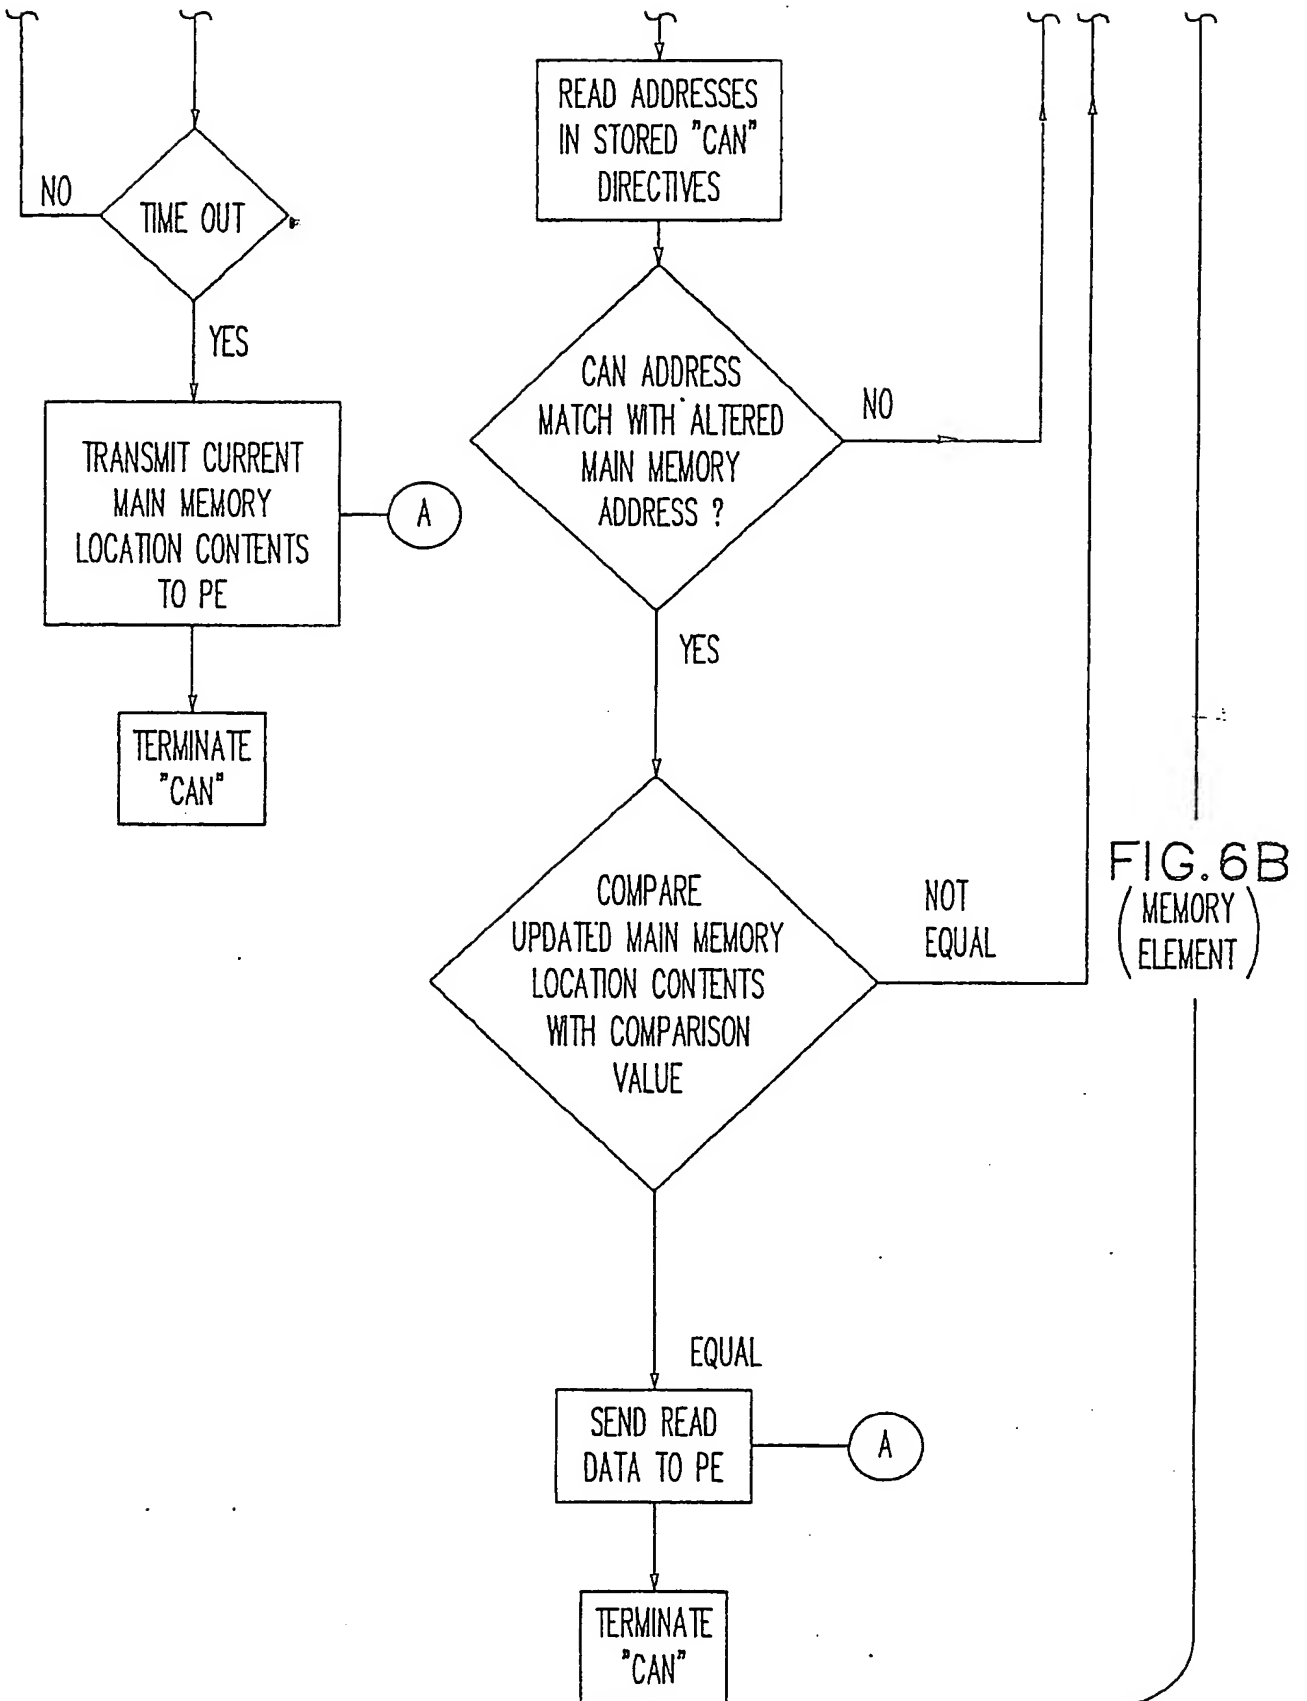 NO
TIME OUT
YES
TRANSMIT CURRENT
MAIN MEMORY
LOCATION CONTENTS
TO PE
A
TERMINATE
"CAN"
READ ADDRESSES
IN STORED "CAN"
DIRECTIVES
CAN ADDRESS
MATCH WITH ALTERED
MAIN MEMORY
ADDRESS ?
NO
YES
COMPARE
UPDATED MAIN MEMORY
LOCATION CONTENTS
WITH COMPARISON
VALUE
NOT
EQUAL
EQUAL
SEND READ
DATA TO PE
A
TERMINATE
"CAN"
FIG. 6B
(MEMORY
ELEMENT)